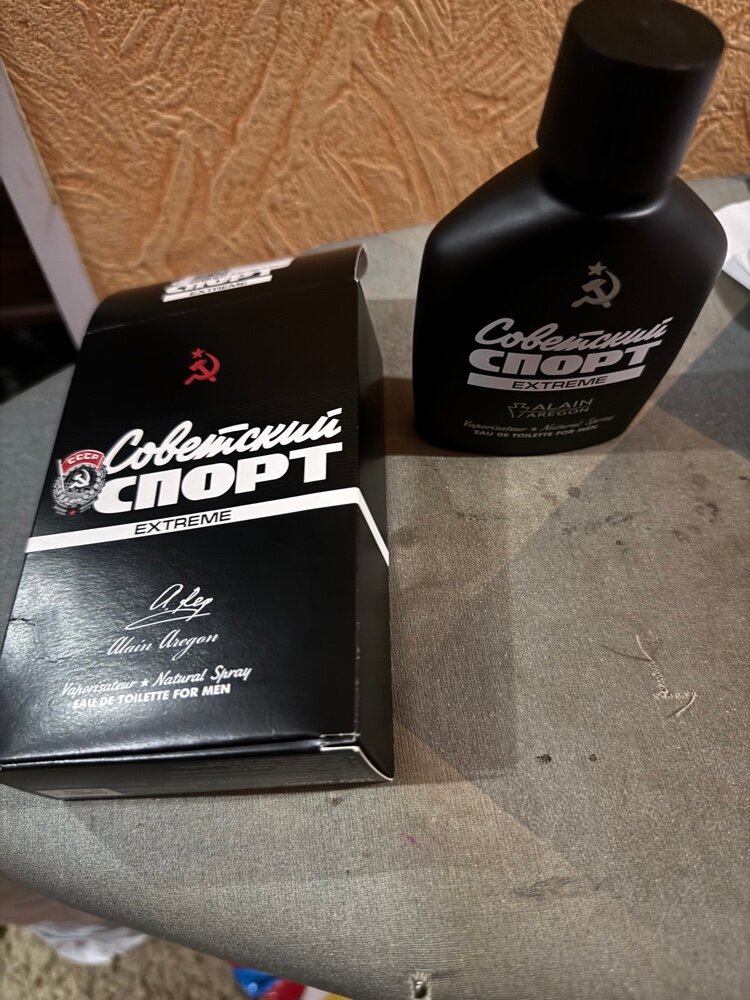 СПОРТ
EXTREME
СССР
Советский
СПОРТ
EXTREME
Alain Aregon
Vaporisateur ★ Natural Spray
EAU DE TOILETTE FOR MEN
Советский
СПОРТ
EXTREME
ALAIN
AREGON
Vaporisateur ★ Natural Spray
EAU DE TOILETTE FOR MEN